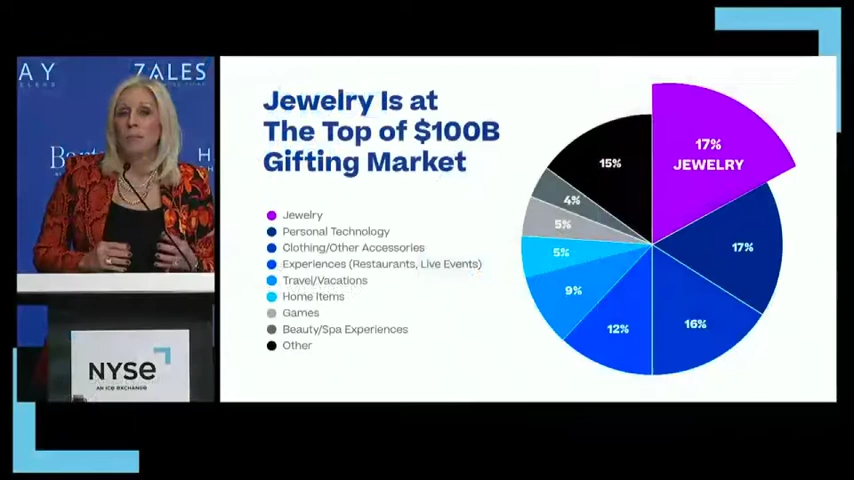 AY
ZALES
H
NYSE
AN ICE EXCHANGE
Jewelry Is at
The Top of $100B
Gifting Market
Jewelry
Personal Technology
Clothing/Other Accessories
Experiences (Restaurants, Live Events)
Travel/Vacations
Home Items
Games
Beauty/Spa Experiences
Other
17%
JEWELRY
17%
16%
12%
9%
5%
5%
4%
15%